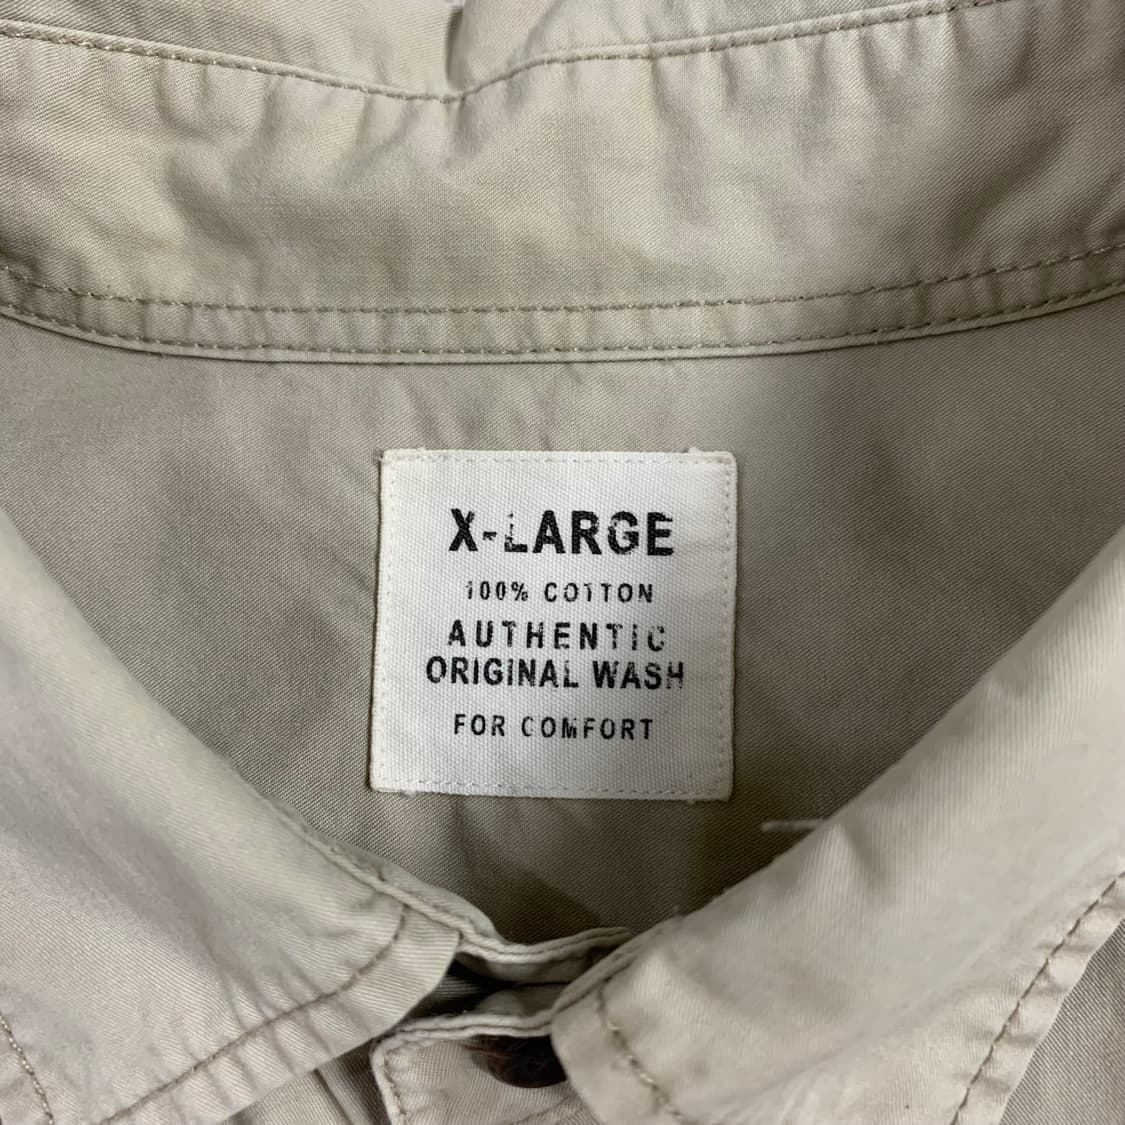 X-LARGE
100% COTTON
AUTHENTIC
ORIGINAL WASH
FOR COMFORT